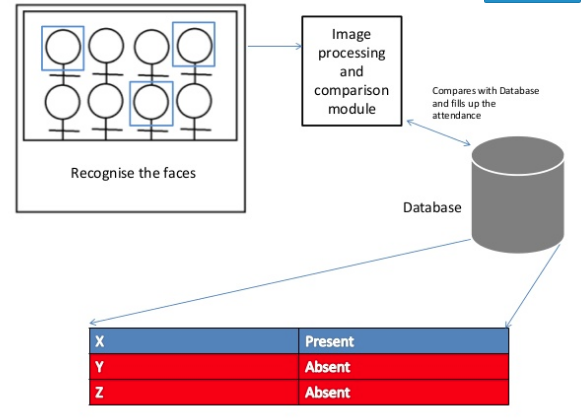 Image
processing
and
comparison
module
Compares with Database
and fills up the
attendance
Recognise the faces
Database
X Present
Y Absent
Z Absent